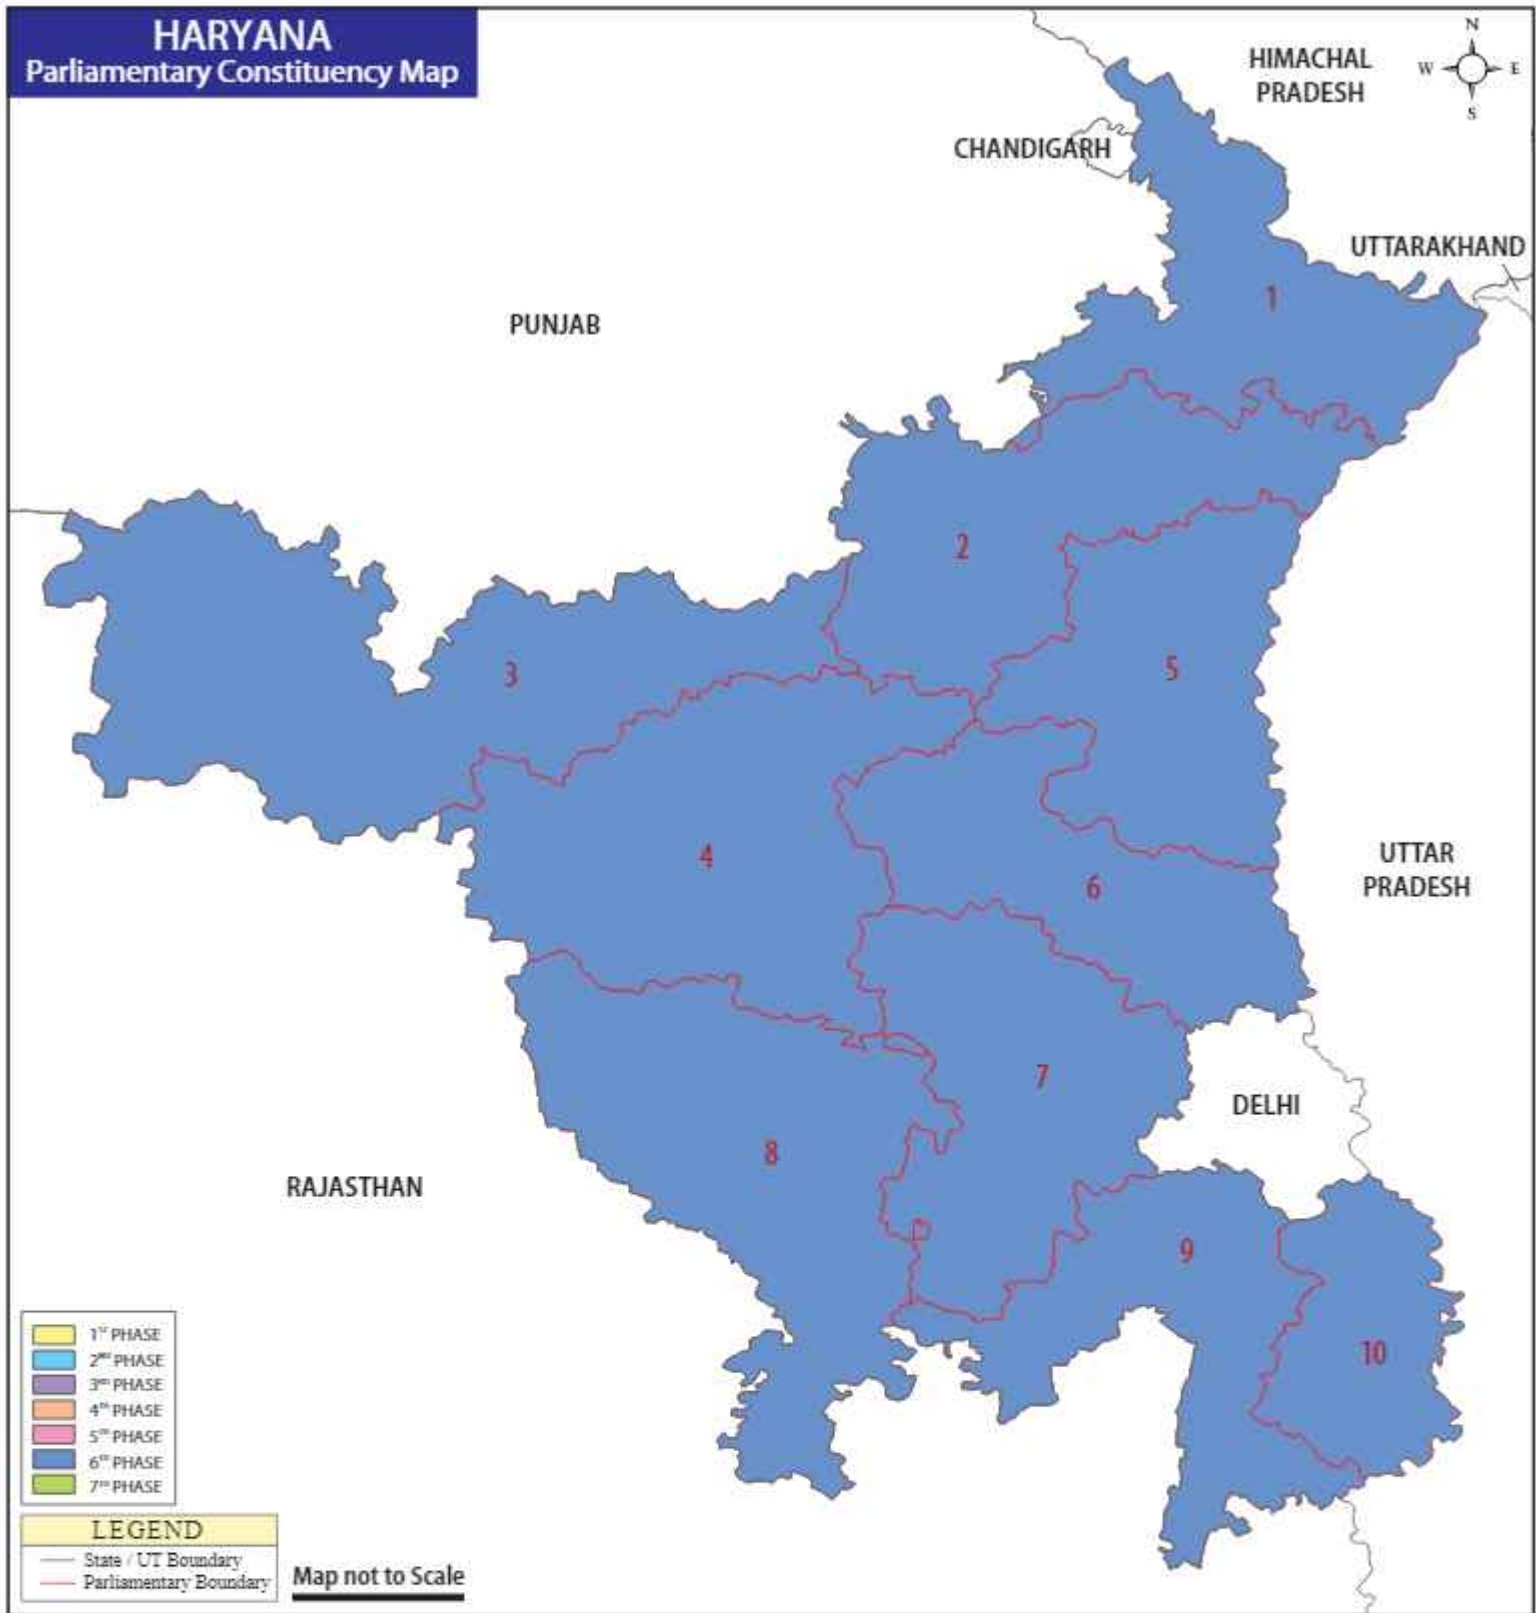 HARYANA
Parliamentary Constituency Map
N
W E
S
HIMACHAL
PRADESH
CHANDIGARH
UTTARAKHAND
1
PUNJAB
2
3
5
4
6
UTTAR
PRADESH
7
DELHI
8
RAJASTHAN
9
10
1ST PHASE
2ND PHASE
3RD PHASE
4TH PHASE
5TH PHASE
6TH PHASE
7TH PHASE
LEGEND
State / UT Boundary
Parliamentary Boundary
Map not to Scale